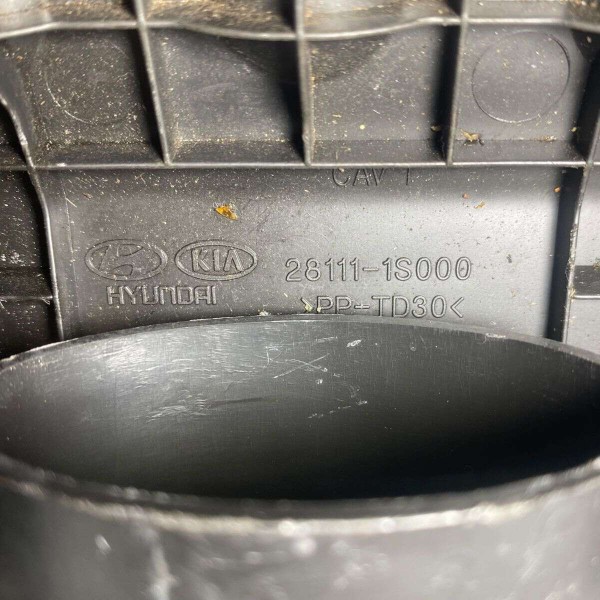 CAV 1
KIA 28111-1S000
HYUNDAI >PP-TD30<